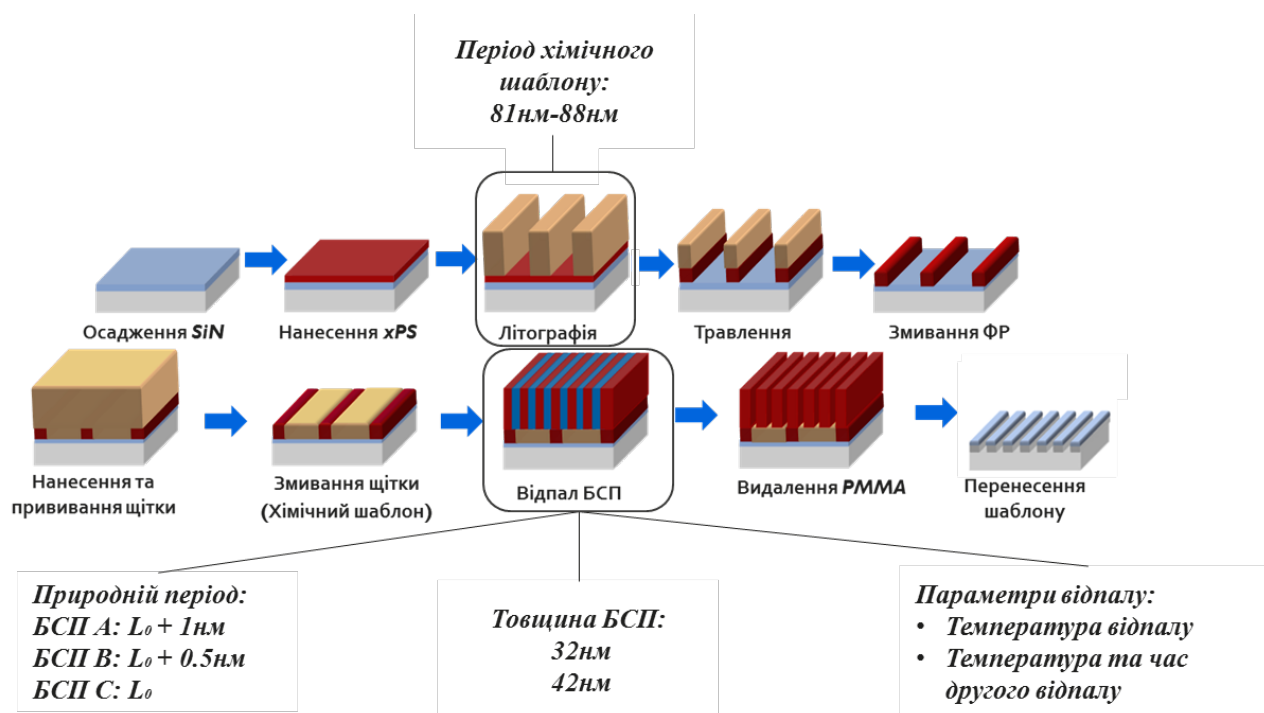 Період хімічного
шаблону:
81нм-88нм
Осадження SiN
Нанесення xPS
Літографія
Травлення
Змивання ФР
Нанесення та
прививання щітки
Змивання щітки
(Хімічний шаблон)
Відпал БСП
Видалення PMMA
Перенесення
шаблону
Природній період:
БСП А: L₀ + 1нм
БСП В: L₀ + 0.5нм
БСП С: L₀
Товщина БСП:
32нм
42нм
Параметри відпалу:
• Температура відпалу
• Температура та час
другого відпалу